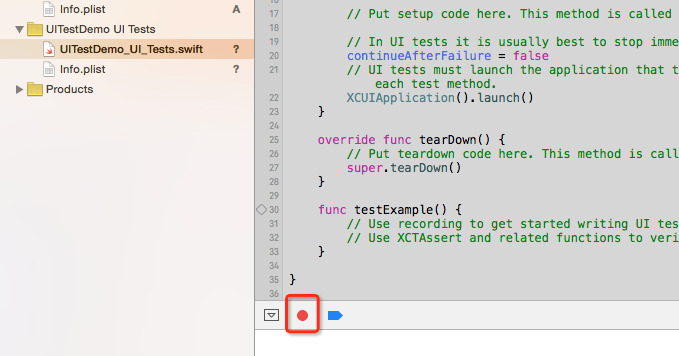 Info.plist A
UITestDemo UI Tests
UITestDemo_UI_Tests.swift ?
Info.plist ?
Products
16
17 // Put setup code here. This method is called
18
19 // In UI tests it is usually best to stop imme
20 continueAfterFailure = false
21 // UI tests must launch the application that t
each test method.
22 XCUIApplication().launch()
23 }
24
25 override func tearDown() {
26 // Put teardown code here. This method is call
27 super.tearDown()
28 }
29
30 func testExample() {
31 // Use recording to get started writing UI tes
32 // Use XCTAssert and related functions to veri
33 }
34
35 }
36